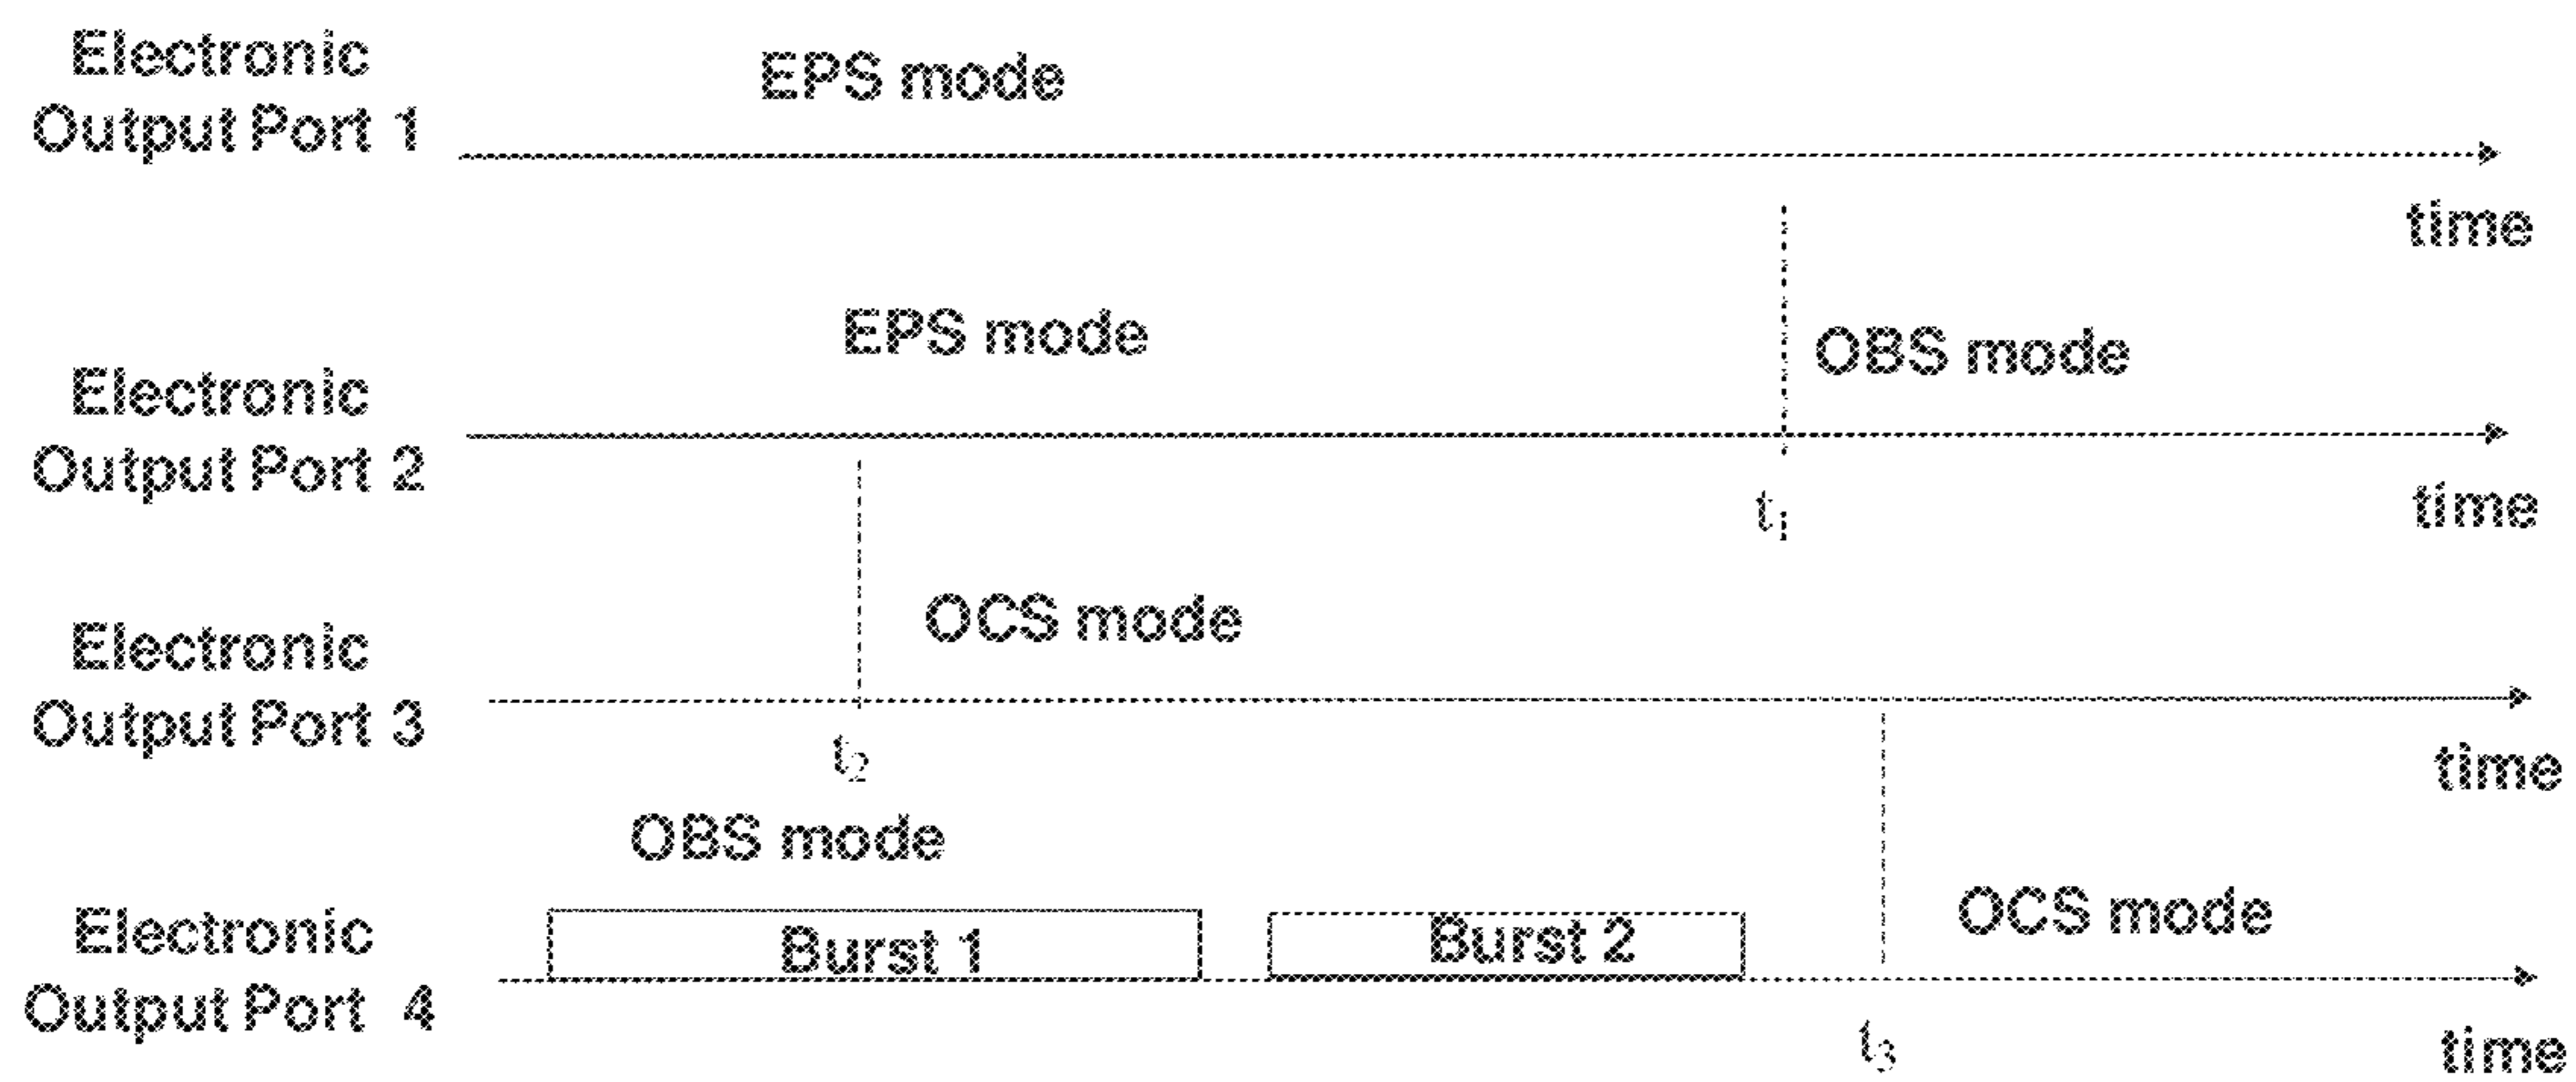 Electronic
Output Port 1
EPS mode
time
Electronic
Output Port 2
EPS mode
OBS mode
t₁
time
Electronic
Output Port 3
OCS mode
t₂
time
Electronic
Output Port 4
OBS mode
Burst 1
Burst 2
OCS mode
t₃
time